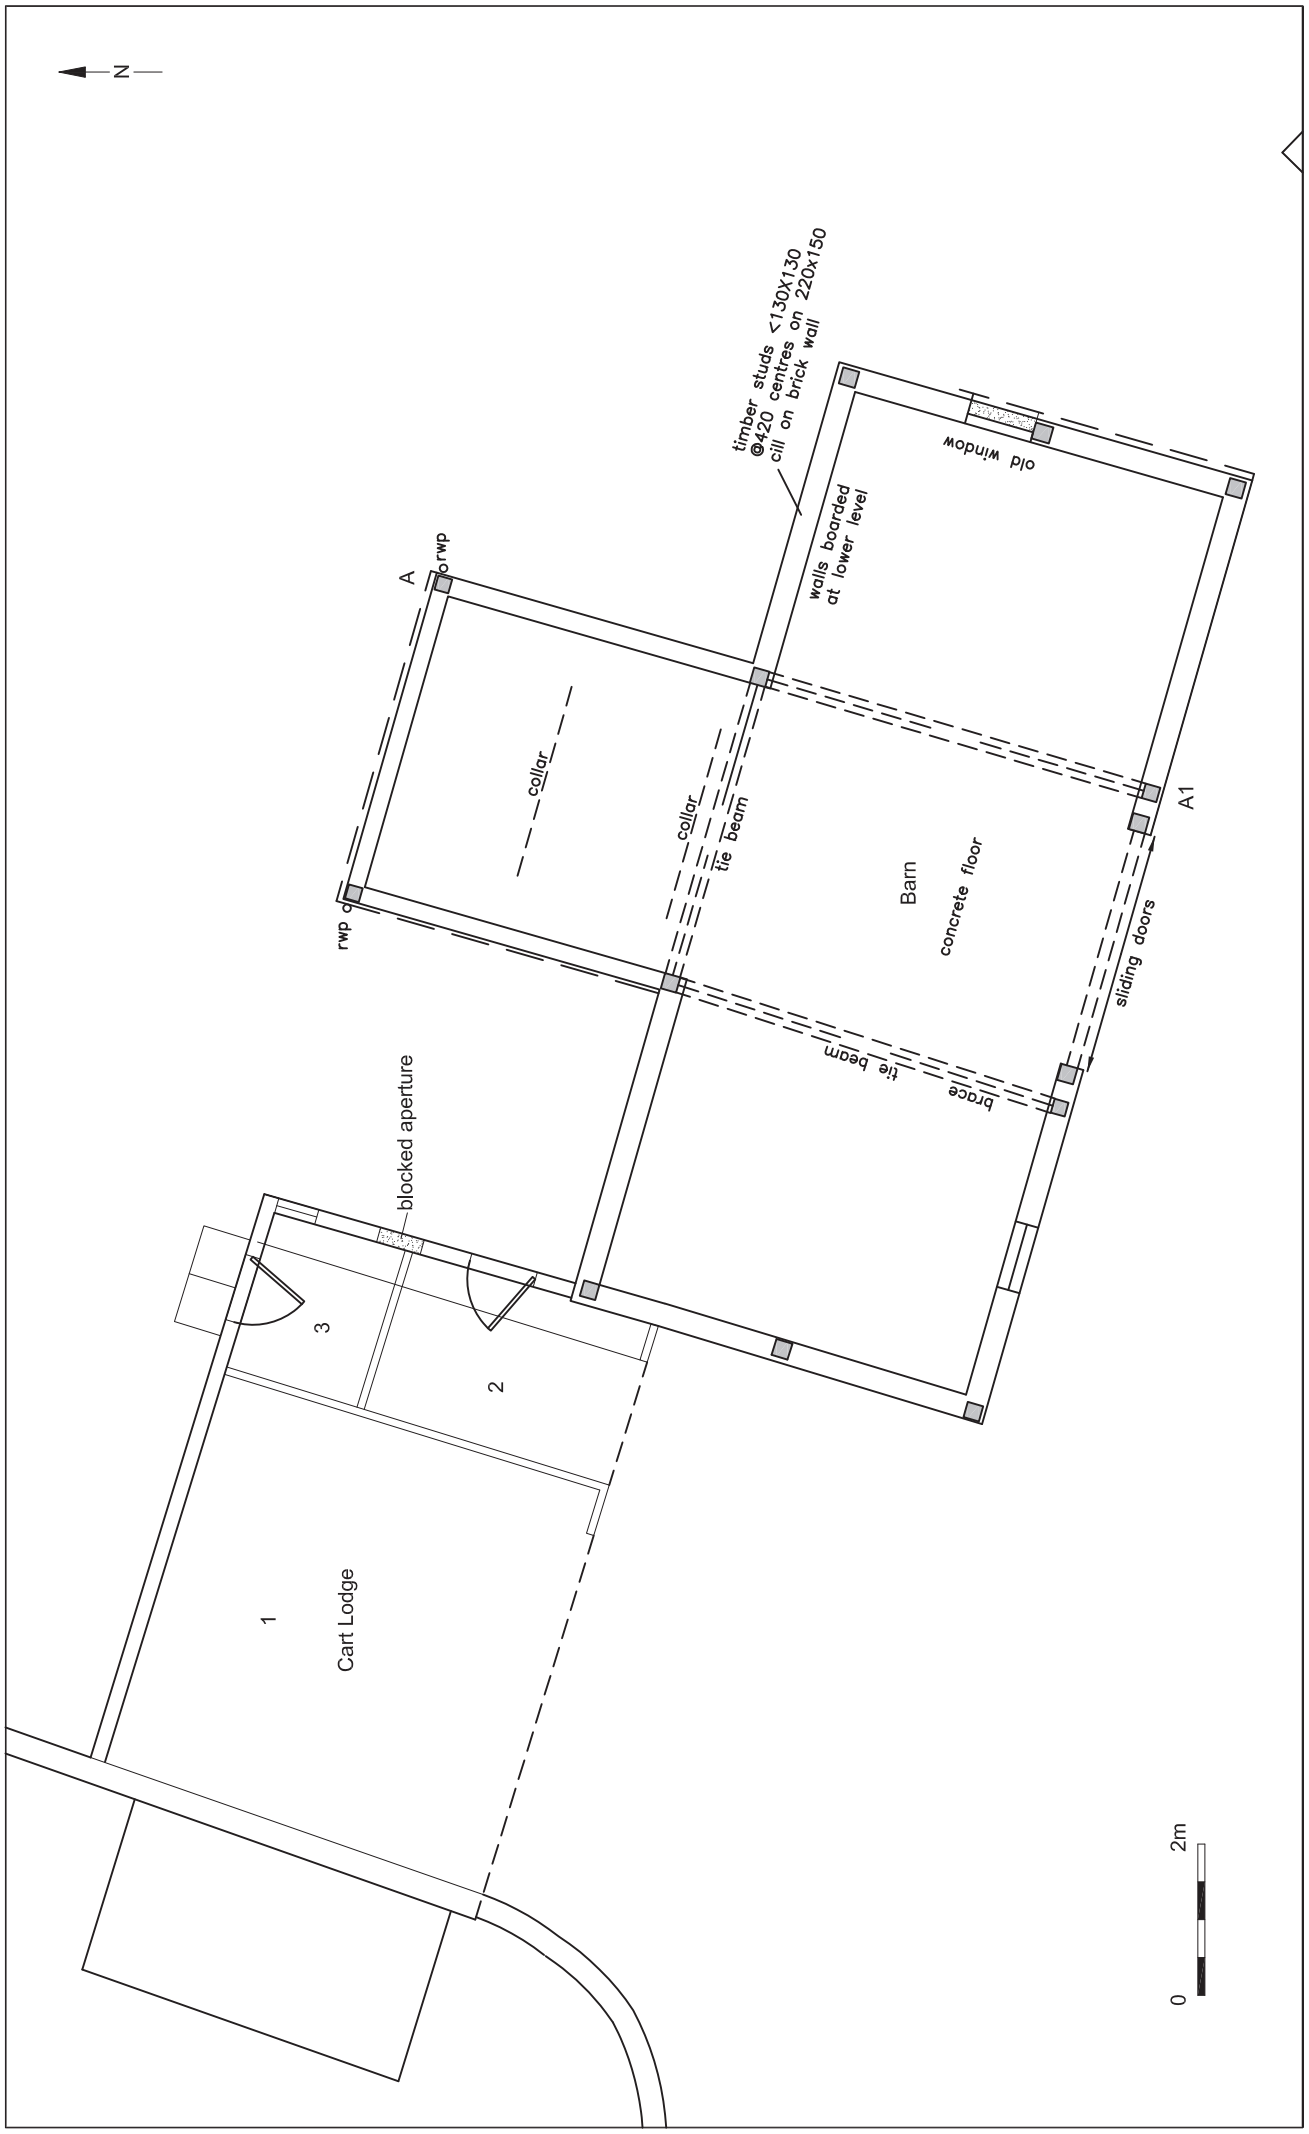 N
timber studs <130X130
@420 centres on 220x150
cill on brick wall
A
rwp
rwp
collar
collar
tie beam
walls boarded
at lower level
old window
Barn
concrete floor
A1
sliding doors
tie beam
brace
blocked aperture
3
2
1
Cart Lodge
0
2m